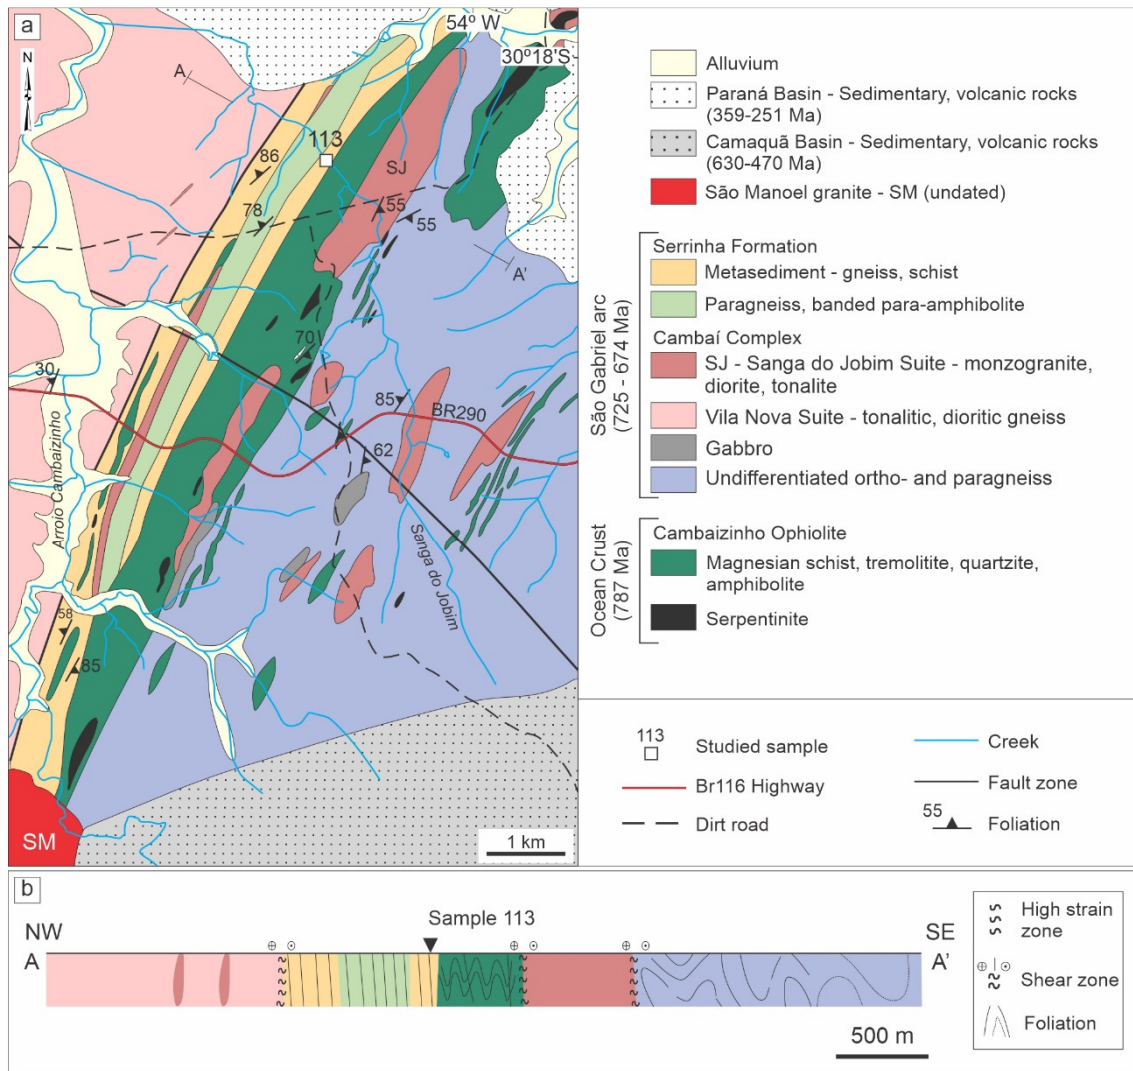 a
54º W
30º18'S
N
A
113
86
SJ
78
55
55
A'
70
30
85
BR290
62
Arroio Cambaizinho
Sanga do Jobim
58
85
SM
1 km
Alluvium
Paraná Basin - Sedimentary, volcanic rocks
(359-251 Ma)
Camaquã Basin - Sedimentary, volcanic rocks
(630-470 Ma)
São Manoel granite - SM (undated)
São Gabriel arc
(725 - 674 Ma)
Serrinha Formation
Metasediment - gneiss, schist
Paragneiss, banded para-amphibolite
Cambaí Complex
SJ - Sanga do Jobim Suite - monzogranite,
diorite, tonalite
Vila Nova Suite - tonalitic, dioritic gneiss
Gabbro
Undifferentiated ortho- and paragneiss
Ocean Crust
(787 Ma)
Cambaizinho Ophiolite
Magnesian schist, tremolitite, quartzite,
amphibolite
Serpentinite
113
Studied sample
Br116 Highway
Dirt road
Creek
Fault zone
55
Foliation
b
NW
A
Sample 113
SE
A'
500 m
High strain
zone
Shear zone
Foliation